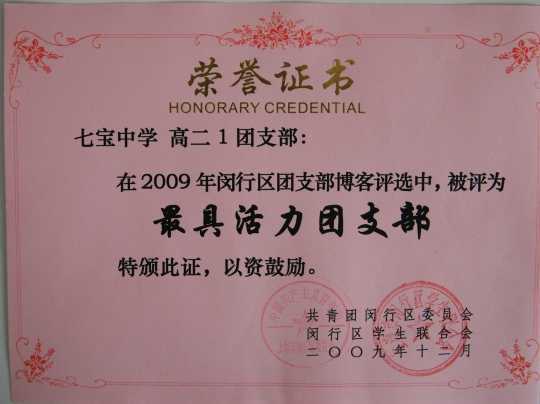 荣誉证书
HONORARY CREDENTIAL
七宝中学 高二 1 团支部：
在 2009 年闵行区团支部博客评选中，被评为
最具活力团支部
特颁此证，以资鼓励。
共青团闵行区委员会
闵行区学生联合会
二〇〇九年十二月